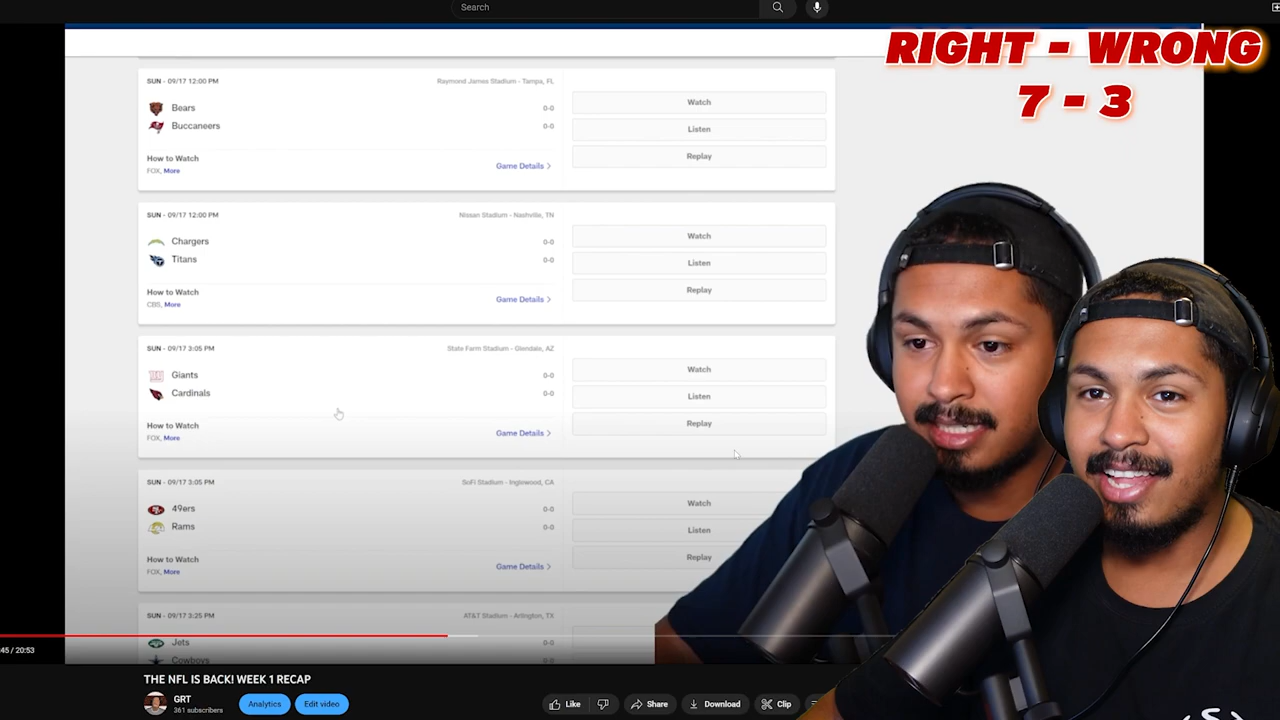 Search
RIGHT - WRONG
7 - 3
SUN - 09/17 12:00 PM
Raymond James Stadium - Tampa, FL
Bears 0-0
Buccaneers 0-0
How to Watch
FOX, More
Game Details
Watch
Listen
Replay
SUN - 09/17 12:00 PM
Nissan Stadium - Nashville, TN
Chargers 0-0
Titans 0-0
How to Watch
CBS, More
Game Details
Watch
Listen
Replay
SUN - 09/17 3:05 PM
State Farm Stadium - Glendale, AZ
Giants 0-0
Cardinals 0-0
How to Watch
FOX, More
Game Details
Watch
Listen
Replay
SUN - 09/17 3:05 PM
SoFi Stadium - Inglewood, CA
49ers 0-0
Rams 0-0
How to Watch
FOX, More
Game Details
Watch
Listen
Replay
SUN - 09/17 3:25 PM
AT&T Stadium - Arlington, TX
Jets 0-0
Cowboys 0-0
:45 / 20:53
THE NFL IS BACK! WEEK 1 RECAP
GRT
361 subscribers
Analytics
Edit video
Like
Share
Download
Clip